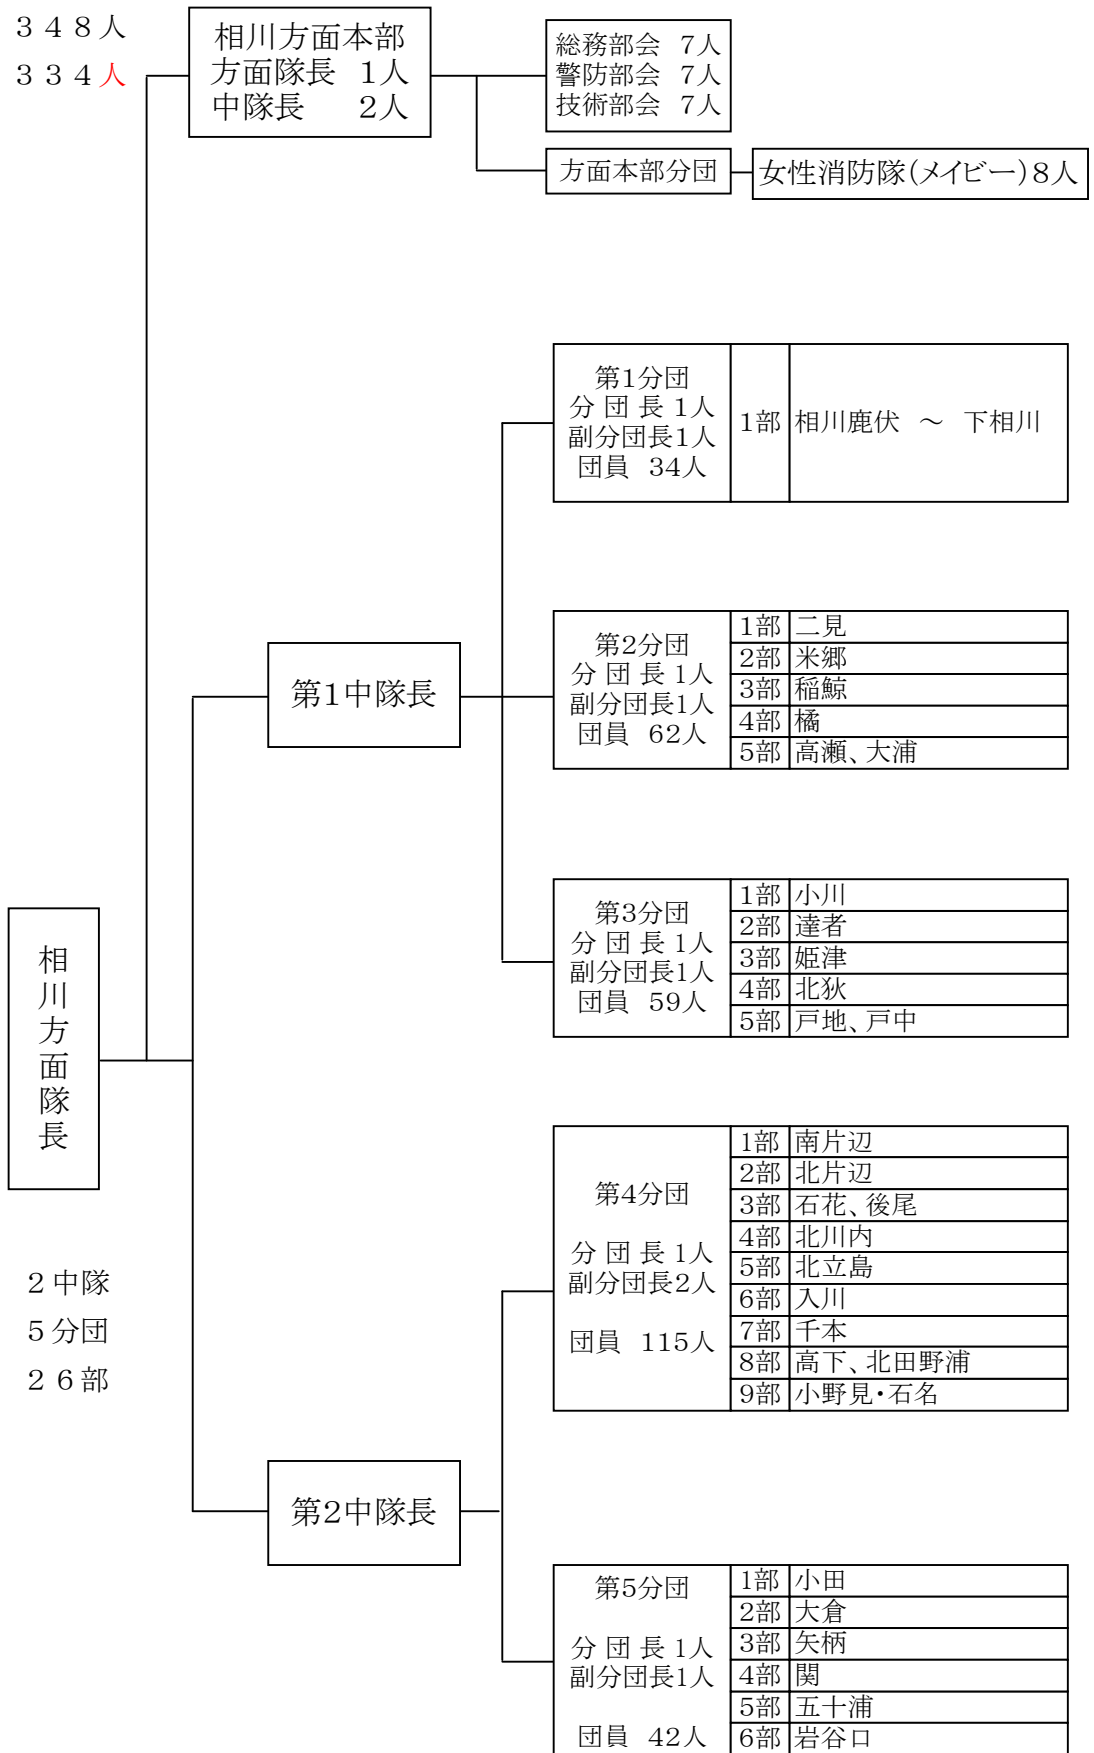 ３４８人
３３４人
相川方面本部
方面隊長 1人
中隊長 2人
総務部会 7人
警防部会 7人
技術部会 7人
方面本部分団
女性消防隊(メイビー)8人
第1分団
分団長1人
副分団長1人
団員 34人
1部 相川鹿伏 ～ 下相川
第1中隊長
第2分団
分団長1人
副分団長1人
団員 62人
1部 二見
2部 米郷
3部 稲鯨
4部 橘
5部 高瀬、大浦
第3分団
分団長1人
副分団長1人
団員 59人
1部 小川
2部 達者
3部 姫津
4部 北狄
5部 戸地、戸中
相川方面隊長
２中隊
５分団
２６部
第4分団
分団長1人
副分団長2人
団員 115人
1部 南片辺
2部 北片辺
3部 石花、後尾
4部 北川内
5部 北立島
6部 入川
7部 千本
8部 高下、北田野浦
9部 小野見・石名
第2中隊長
第5分団
分団長1人
副分団長1人
団員 42人
1部 小田
2部 大倉
3部 矢柄
4部 関
5部 五十浦
6部 岩谷口